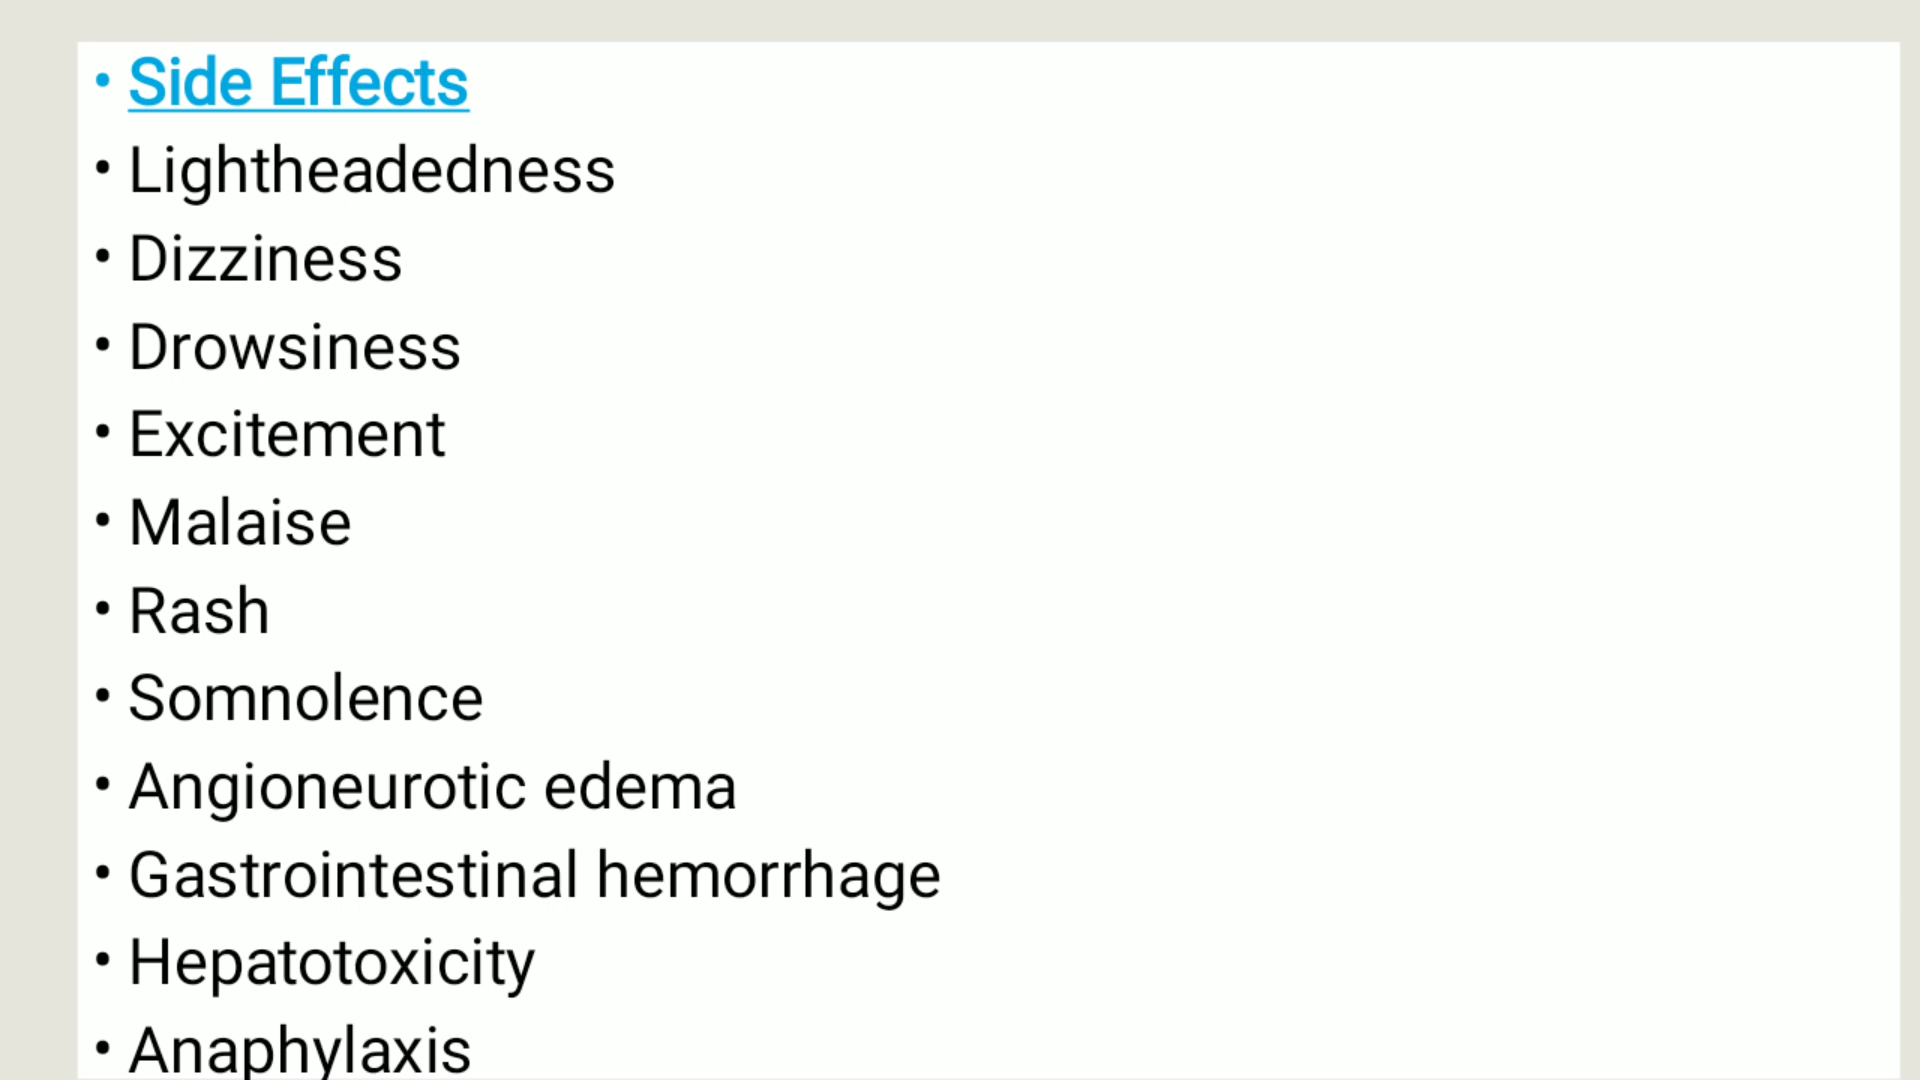 • Side Effects
• Lightheadedness
• Dizziness
• Drowsiness
• Excitement
• Malaise
• Rash
• Somnolence
• Angioneurotic edema
• Gastrointestinal hemorrhage
• Hepatotoxicity
• Anaphylaxis